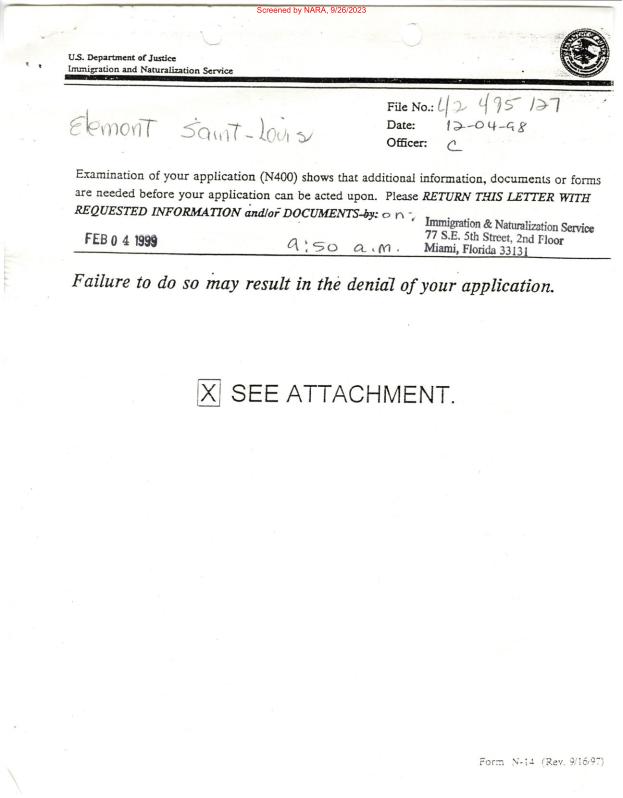 Screened by NARA, 9/26/2023
U.S. Department of Justice
Immigration and Naturalization Service
File No.: 42 495 127
Elemont Saint-Louis
Date: 12-04-98
Officer: C
Examination of your application (N400) shows that additional information, documents or forms
are needed before your application can be acted upon. Please RETURN THIS LETTER WITH
REQUESTED INFORMATION and/or DOCUMENTS by: on
Immigration & Naturalization Service
77 S.E. 5th Street, 2nd Floor
Miami, Florida 33131
FEB 04 1999
9:50 a.m.
Failure to do so may result in the denial of your application.
X SEE ATTACHMENT.
Form N-14 (Rev. 9/16/97)